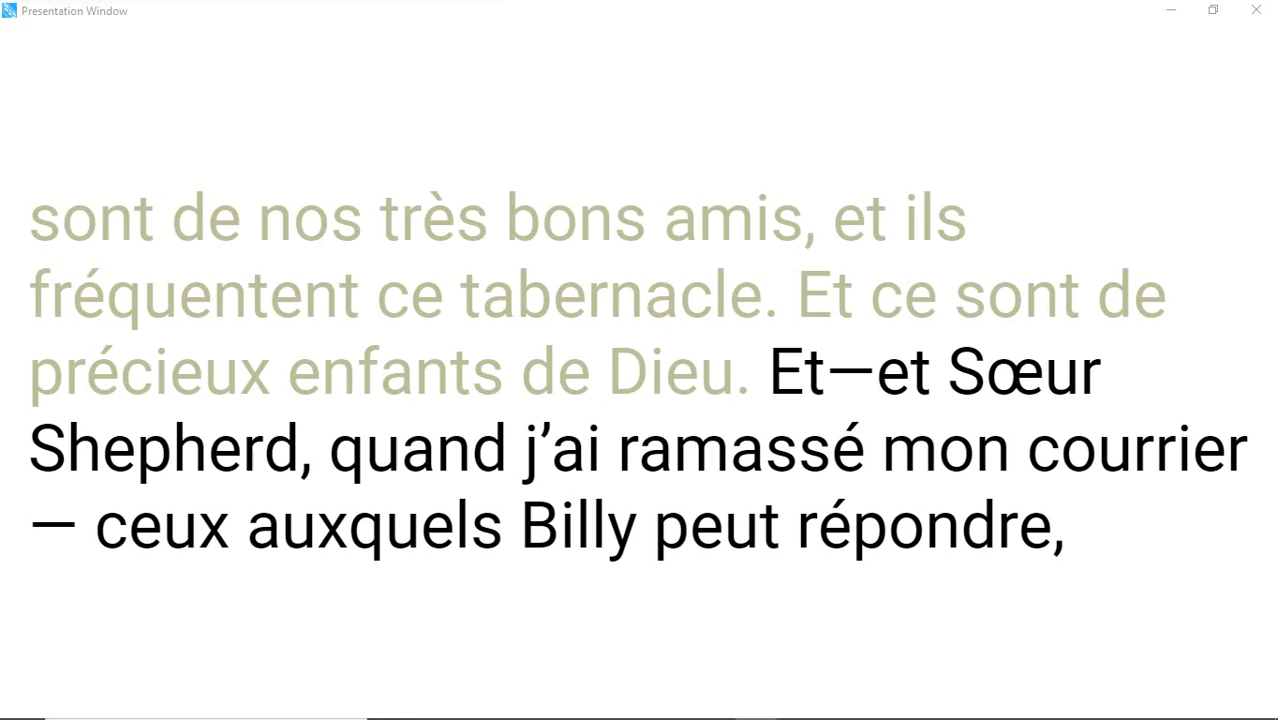 Presentation Window
sont de nos très bons amis, et ils
fréquentent ce tabernacle. Et ce sont de
précieux enfants de Dieu. Et—et Sœur
Shepherd, quand j’ai ramassé mon courrier
— ceux auxquels Billy peut répondre,